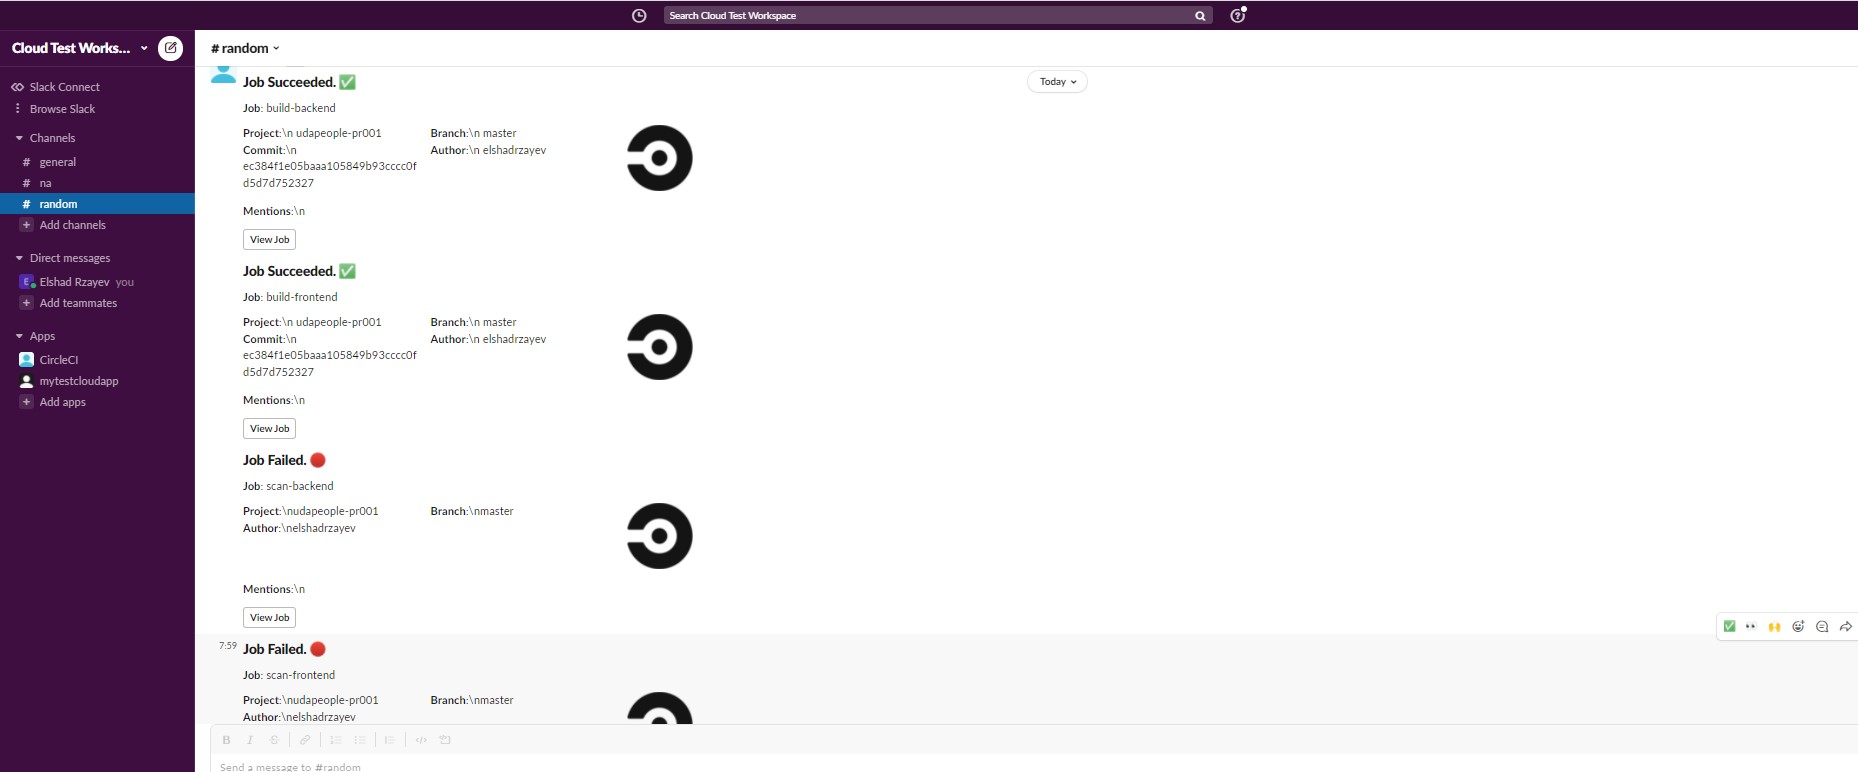 Search Cloud Test Workspace
Cloud Test Works...
Slack Connect
Browse Slack
Channels
# general
# na
# random
+ Add channels
Direct messages
E Elshad Rzayev you
+ Add teammates
Apps
CircleCI
mytestcloudapp
+ Add apps
# random
Today
Job Succeeded. ✅
Job: build-backend
Project:\n udapeople-pr001 Branch:\n master
Commit:\n Author:\n elshadrzayev
ec384f1e05baaa105849b93cccc0f
d5d7d752327
Mentions:\n
View Job
Job Succeeded. ✅
Job: build-frontend
Project:\n udapeople-pr001 Branch:\n master
Commit:\n Author:\n elshadrzayev
ec384f1e05baaa105849b93cccc0f
d5d7d752327
Mentions:\n
View Job
Job Failed. 🔴
Job: scan-backend
Project:\nudapeople-pr001 Branch:\nmaster
Author:\nelshadrzayev
Mentions:\n
View Job
7:59 Job Failed. 🔴
Job: scan-frontend
Project:\nudapeople-pr001 Branch:\nmaster
Author:\nelshadrzayev
B I S
Send a message to #random